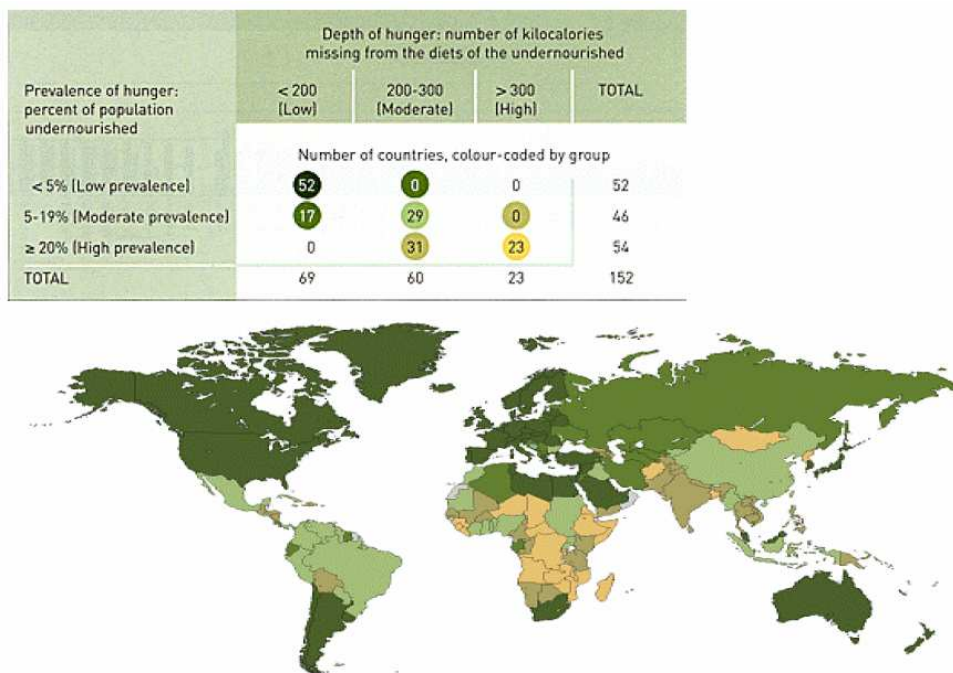 Depth of hunger: number of kilocalories
missing from the diets of the undernourished
Prevalence of hunger:
percent of population
undernourished
< 200
(Low)
200-300
(Moderate)
> 300
(High)
TOTAL
Number of countries, colour-coded by group
< 5% (Low prevalence) 52 0 0 52
5-19% (Moderate prevalence) 17 29 0 46
≥ 20% (High prevalence) 0 31 23 54
TOTAL 69 60 23 152